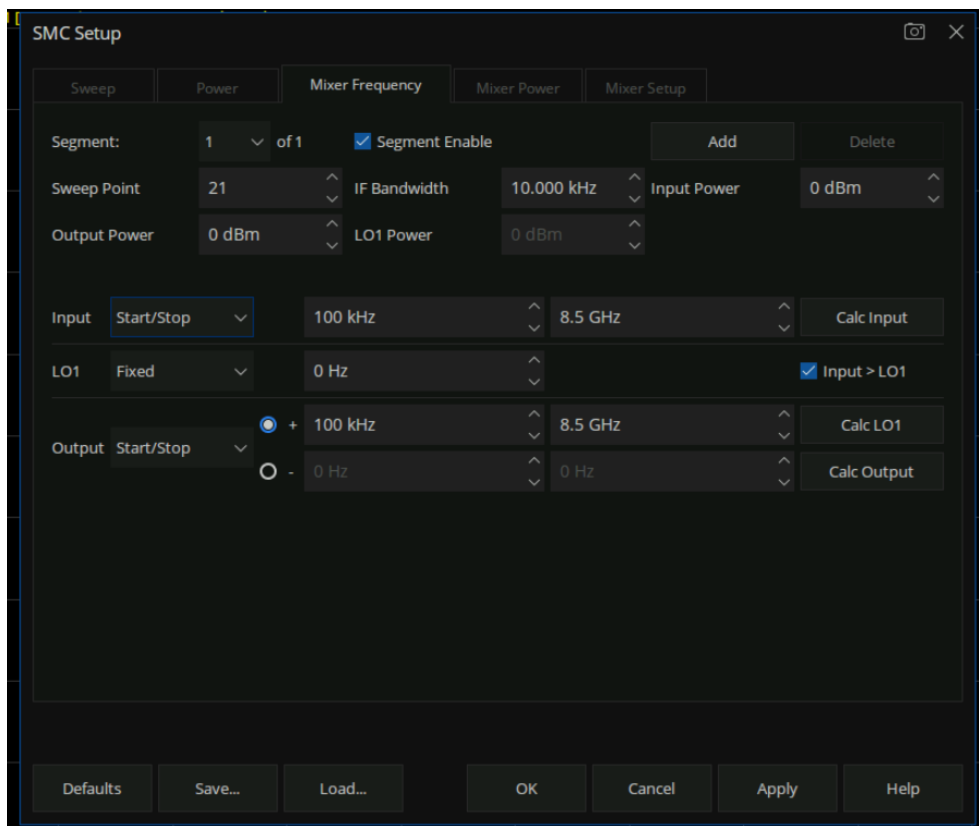 SMC Setup
Sweep Power Mixer Frequency Mixer Power Mixer Setup
Segment: 1 of 1 Segment Enable Add Delete
Sweep Point 21 IF Bandwidth 10.000 kHz Input Power 0 dBm
Output Power 0 dBm LO1 Power 0 dBm
Input Start/Stop 100 kHz 8.5 GHz Calc Input
LO1 Fixed 0 Hz Input > LO1
+ 100 kHz 8.5 GHz Calc LO1
Output Start/Stop
- 0 Hz 0 Hz Calc Output
Defaults Save... Load... OK Cancel Apply Help